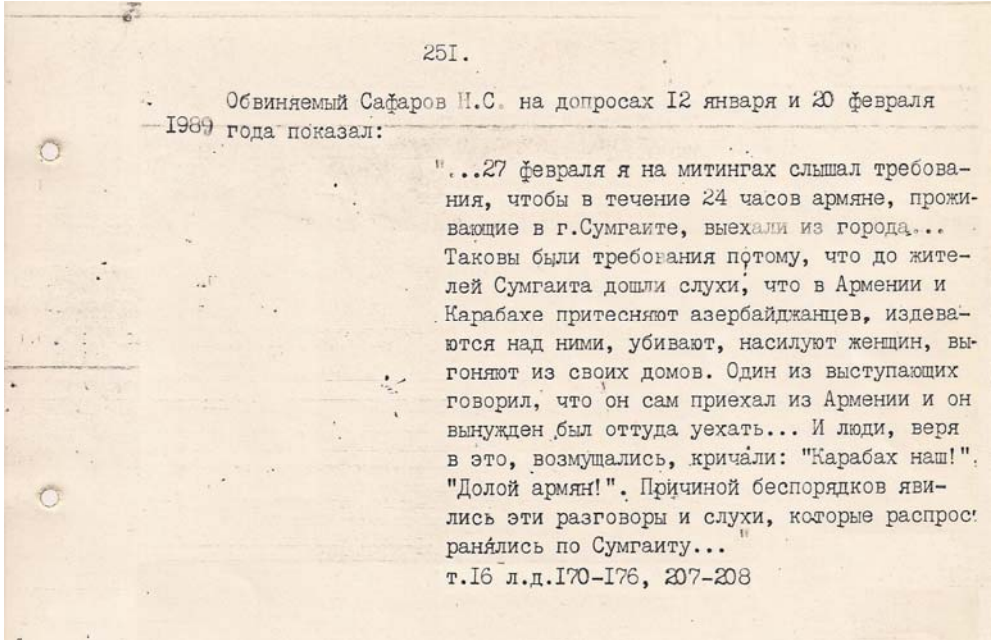 251.
Обвиняемый Сафаров Н.С. на допросах 12 января и 20 февраля
1989 года показал:
"...27 февраля я на митингах слышал требова-
ния, чтобы в течение 24 часов армяне, прожи-
вающие в г.Сумгаите, выехали из города...
Таковы были требования потому, что до жите-
лей Сумгаита дошли слухи, что в Армении и
Карабахе притесняют азербайджанцев, издева-
ются над ними, убивают, насилуют женщин, вы-
гоняют из своих домов. Один из выступающих
говорил, что он сам приехал из Армении и он
вынужден был оттуда уехать... И люди, веря
в это, возмущались, кричали: "Карабах наш!".
"Долой армян!". Причиной беспорядков яви-
лись эти разговоры и слухи, которые распрос
ранялись по Сумгаиту..."
т.16 л.д.170-176, 207-208